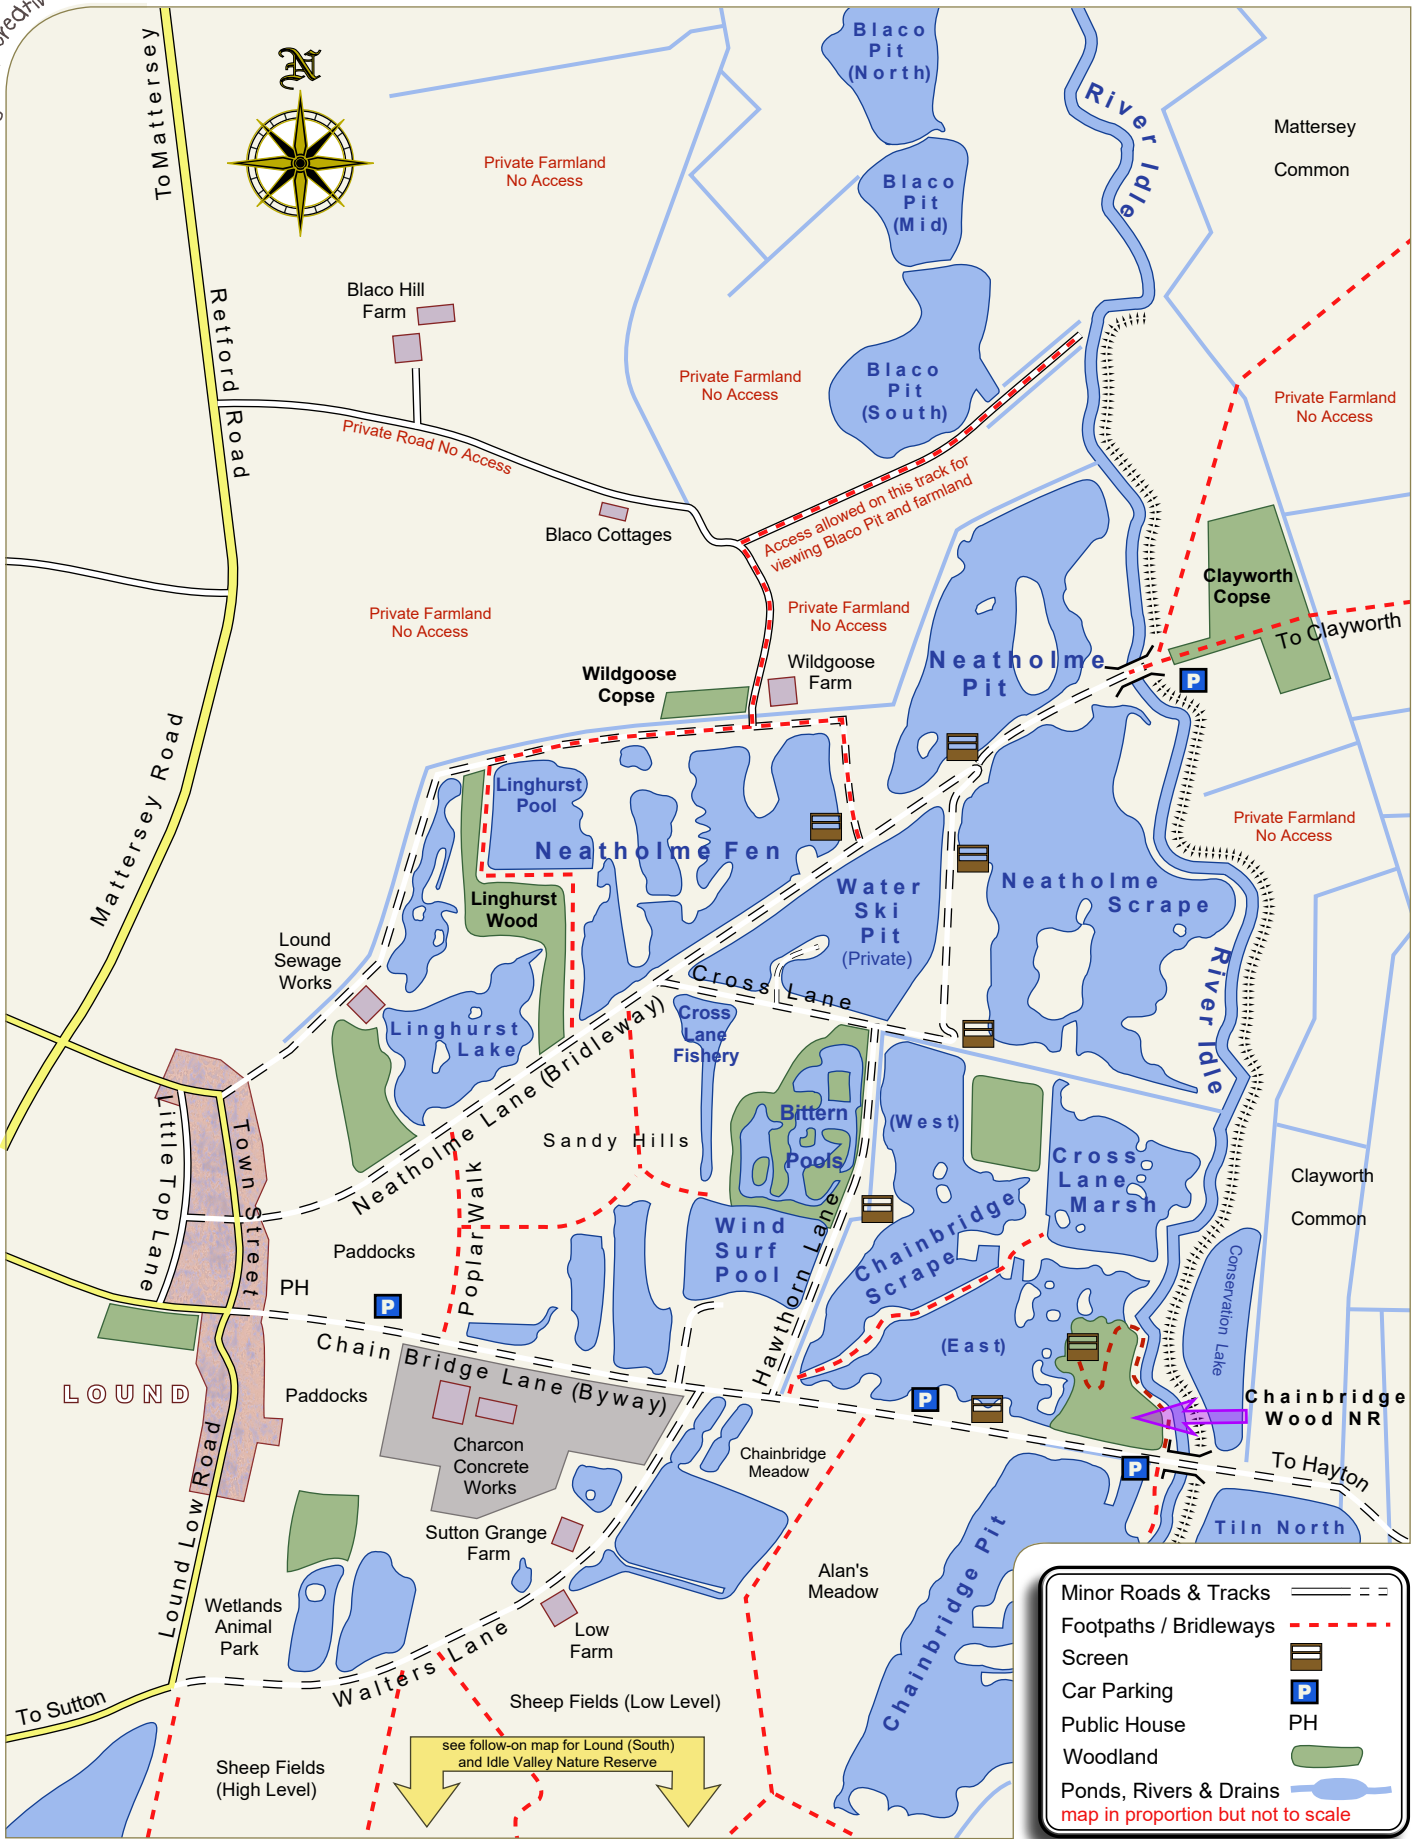 N
To Mattersey
Blaco
Pit
(North)
River Idle
Mattersey
Common
Private Farmland
No Access
Blaco
Pit
(Mid)
Blaco Hill
Farm
Retford Road
Private Farmland
No Access
Blaco
Pit
(South)
Private Farmland
No Access
Private Road No Access
Access allowed on this track for
viewing Blaco Pit and farmland
Blaco Cottages
Clayworth
Copse
Private Farmland
No Access
Private Farmland
No Access
To Clayworth
Wildgoose
Copse
Wildgoose
Farm
Neatholme
Pit
P
Mattersey Road
Linghurst
Pool
Neatholme Fen
Private Farmland
No Access
Linghurst
Wood
Water
Ski
Pit
(Private)
Neatholme
Scrape
Lound
Sewage
Works
Cross Lane
River Idle
Linghurst
Lake
Cross
Lane
Fishery
Neatholme Lane (Bridleway)
Little Top Lane
Town Street
Sandy Hills
Bittern
Pools
(West)
Cross
Lane
Marsh
Clayworth
Common
Poplar Walk
Paddocks
Wind
Surf
Pool
Hawthorn Lane
Chainbridge
Scrape
Conservation Lake
PH
P
Chain Bridge Lane (Byway)
(East)
LOUND
Paddocks
P
Chainbridge
Wood NR
Charcon
Concrete
Works
Chainbridge
Meadow
P
To Hayton
Lound Low Road
Sutton Grange
Farm
Tiln North
Alan's
Meadow
Chainbridge Pit
Wetlands
Animal
Park
Low
Farm
Walters Lane
To Sutton
Sheep Fields (Low Level)
see follow-on map for Lound (South)
and Idle Valley Nature Reserve
Sheep Fields
(High Level)
Minor Roads & Tracks
Footpaths / Bridleways
Screen
Car Parking P
Public House PH
Woodland
Ponds, Rivers & Drains
map in proportion but not to scale